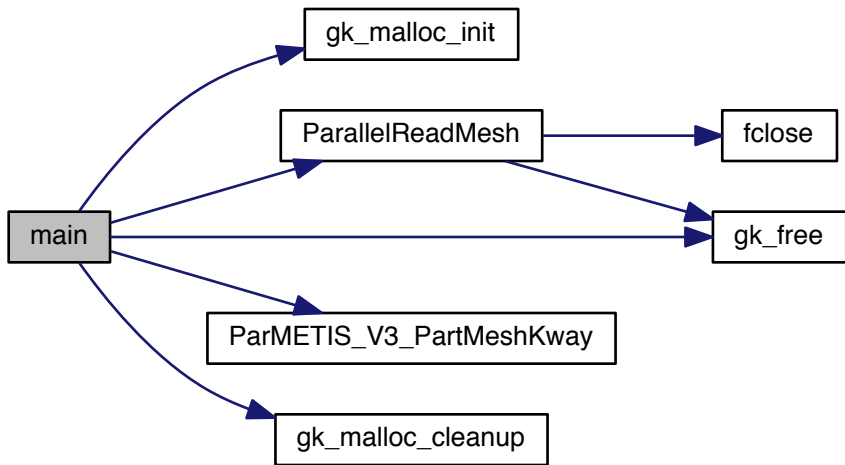 gk_malloc_init
ParallelReadMesh
fclose
main
gk_free
ParMETIS_V3_PartMeshKway
gk_malloc_cleanup